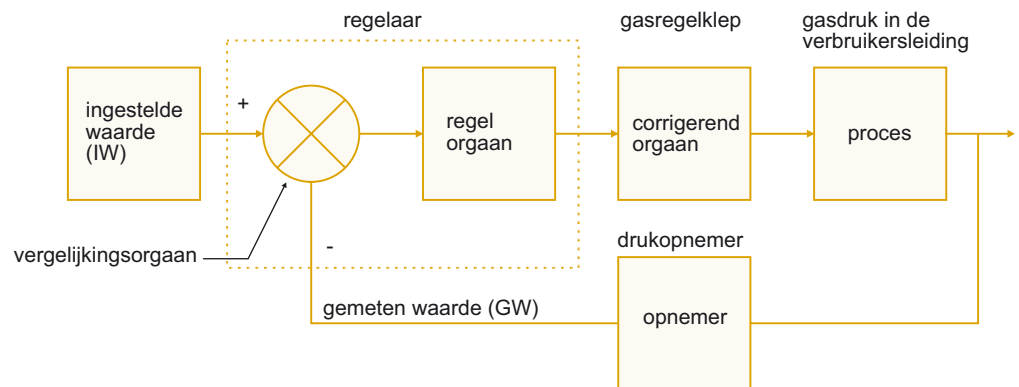 regelaar
gasregelklep
gasdruk in de
verbruikersleiding
ingestelde
waarde
(IW)
+
regel
orgaan
corrigerend
orgaan
proces
vergelijkingsorgaan
-
drukopnemer
gemeten waarde (GW)
opnemer